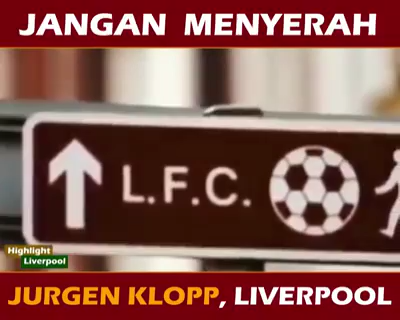 JANGAN MENYERAH
L.F.C.
Highlight
Liverpool
JURGEN KLOPP, LIVERPOOL